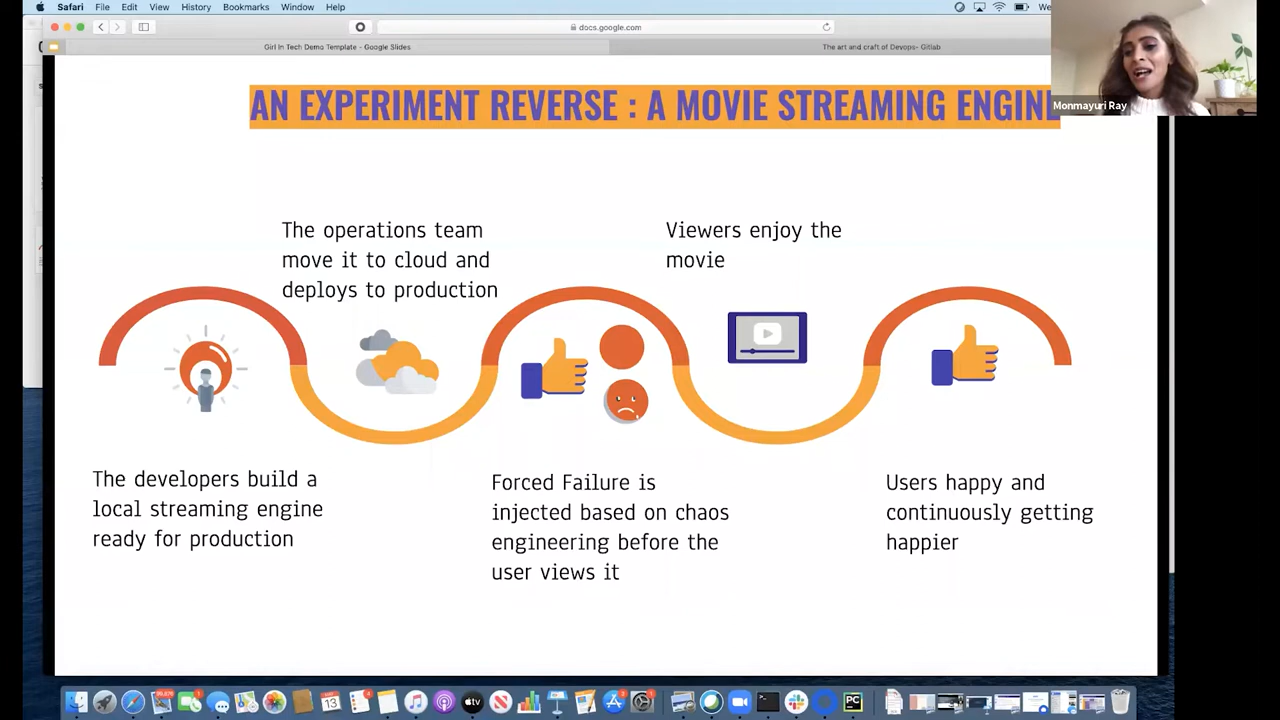 Safari File Edit View History Bookmarks Window Help
We
docs.google.com
Girl In Tech Demo Template - Google Slides
The art and craft of Devops- Gitlab
Monmayuri Ray
AN EXPERIMENT REVERSE : A MOVIE STREAMING ENGINE
The operations team
move it to cloud and
deploys to production
Viewers enjoy the
movie
The developers build a
local streaming engine
ready for production
Forced Failure is
injected based on chaos
engineering before the
user views it
Users happy and
continuously getting
happier